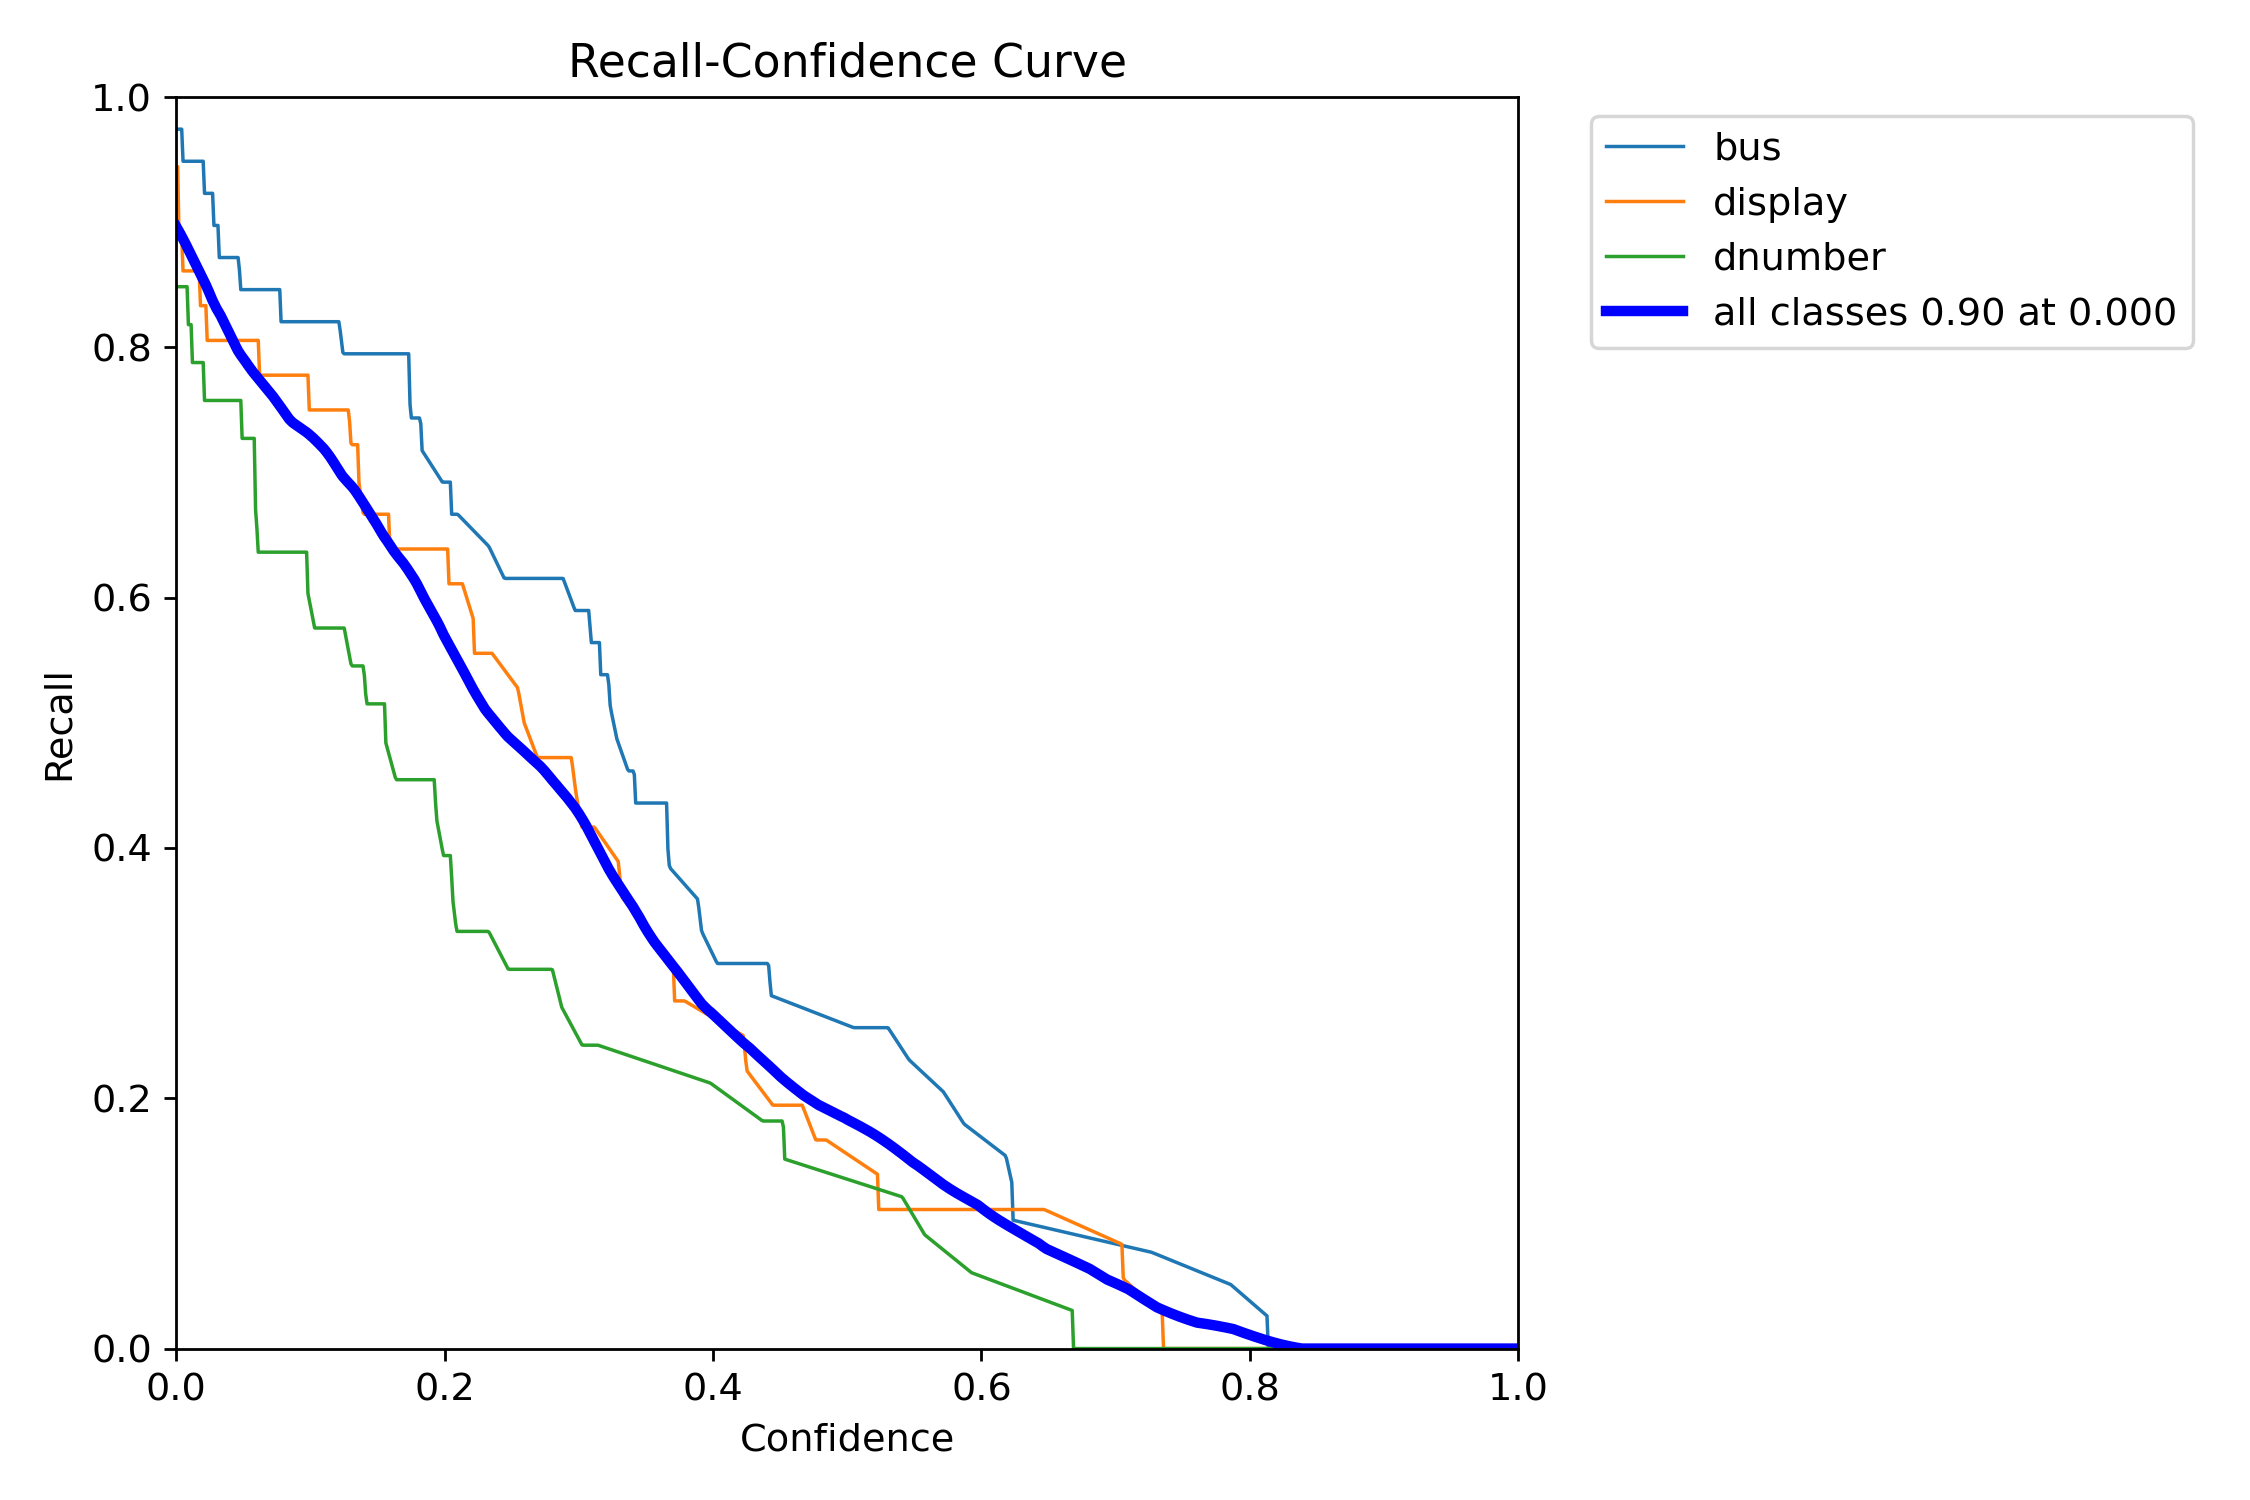 Recall-Confidence Curve
1.0
0.8
0.6
0.4
0.2
0.0
Recall
0.0 0.2 0.4 0.6 0.8 1.0
Confidence
bus
display
dnumber
all classes 0.90 at 0.000